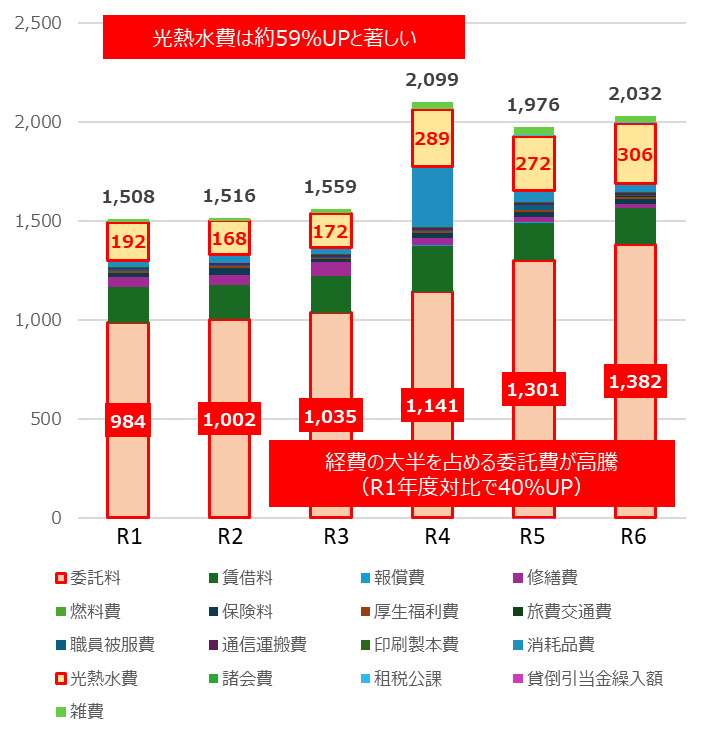 2,500
光熱水費は約59%UPと著しい
2,099
1,976
2,032
2,000
289
272
306
1,508
1,516
1,559
1,500
192
168
172
1,000
984
1,002
1,035
1,141
1,301
1,382
500
経費の大半を占める委託費が高騰
（R1年度対比で40%UP）
0
R1 R2 R3 R4 R5 R6
委託料 賃借料 報償費 修繕費
燃料費 保険料 厚生福利費 旅費交通費
職員被服費 通信運搬費 印刷製本費 消耗品費
光熱水費 諸会費 租税公課 貸倒引当金繰入額
雑費